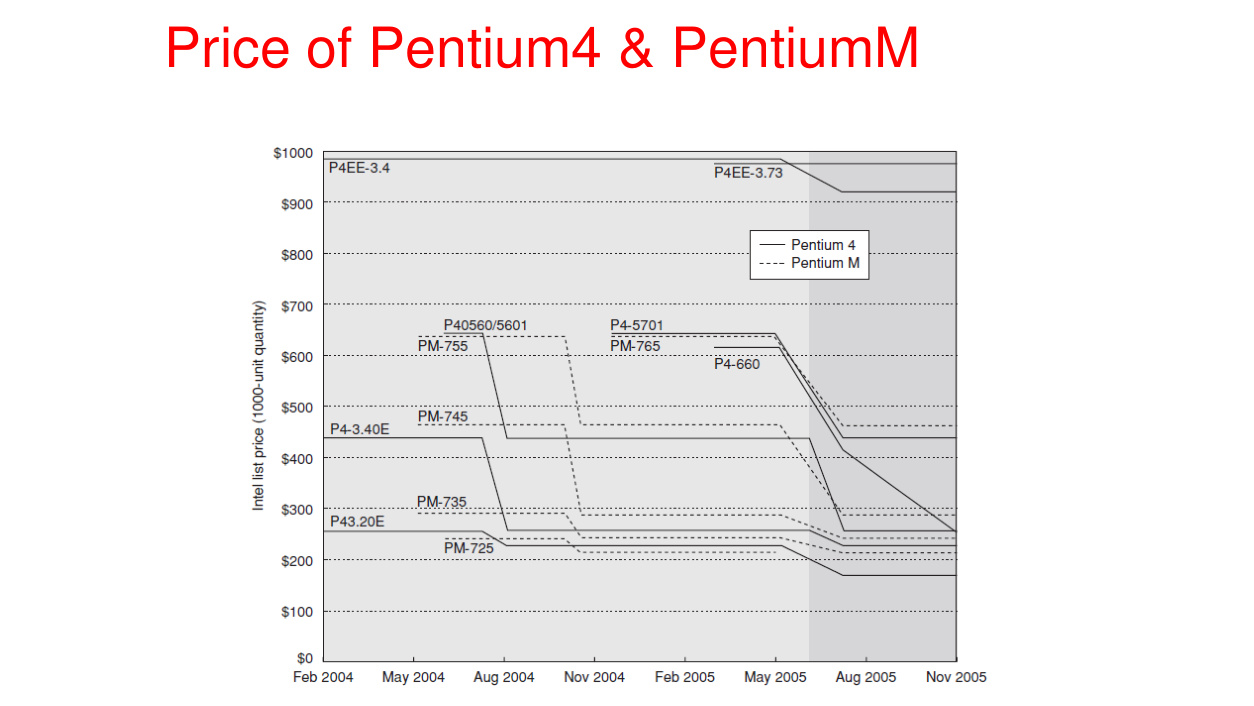 Price of Pentium4 & PentiumM
$1000
P4EE-3.4
P4EE-3.73
$900
Pentium 4
$800
Pentium M
$700
P40560/5601
P4-5701
PM-755
PM-765
$600
P4-660
$500
PM-745
P4-3.40E
$400
PM-735
$300
P43.20E
PM-725
$200
$100
$0
Intel list price (1000-unit quantity)
Feb 2004 May 2004 Aug 2004 Nov 2004 Feb 2005 May 2005 Aug 2005 Nov 2005